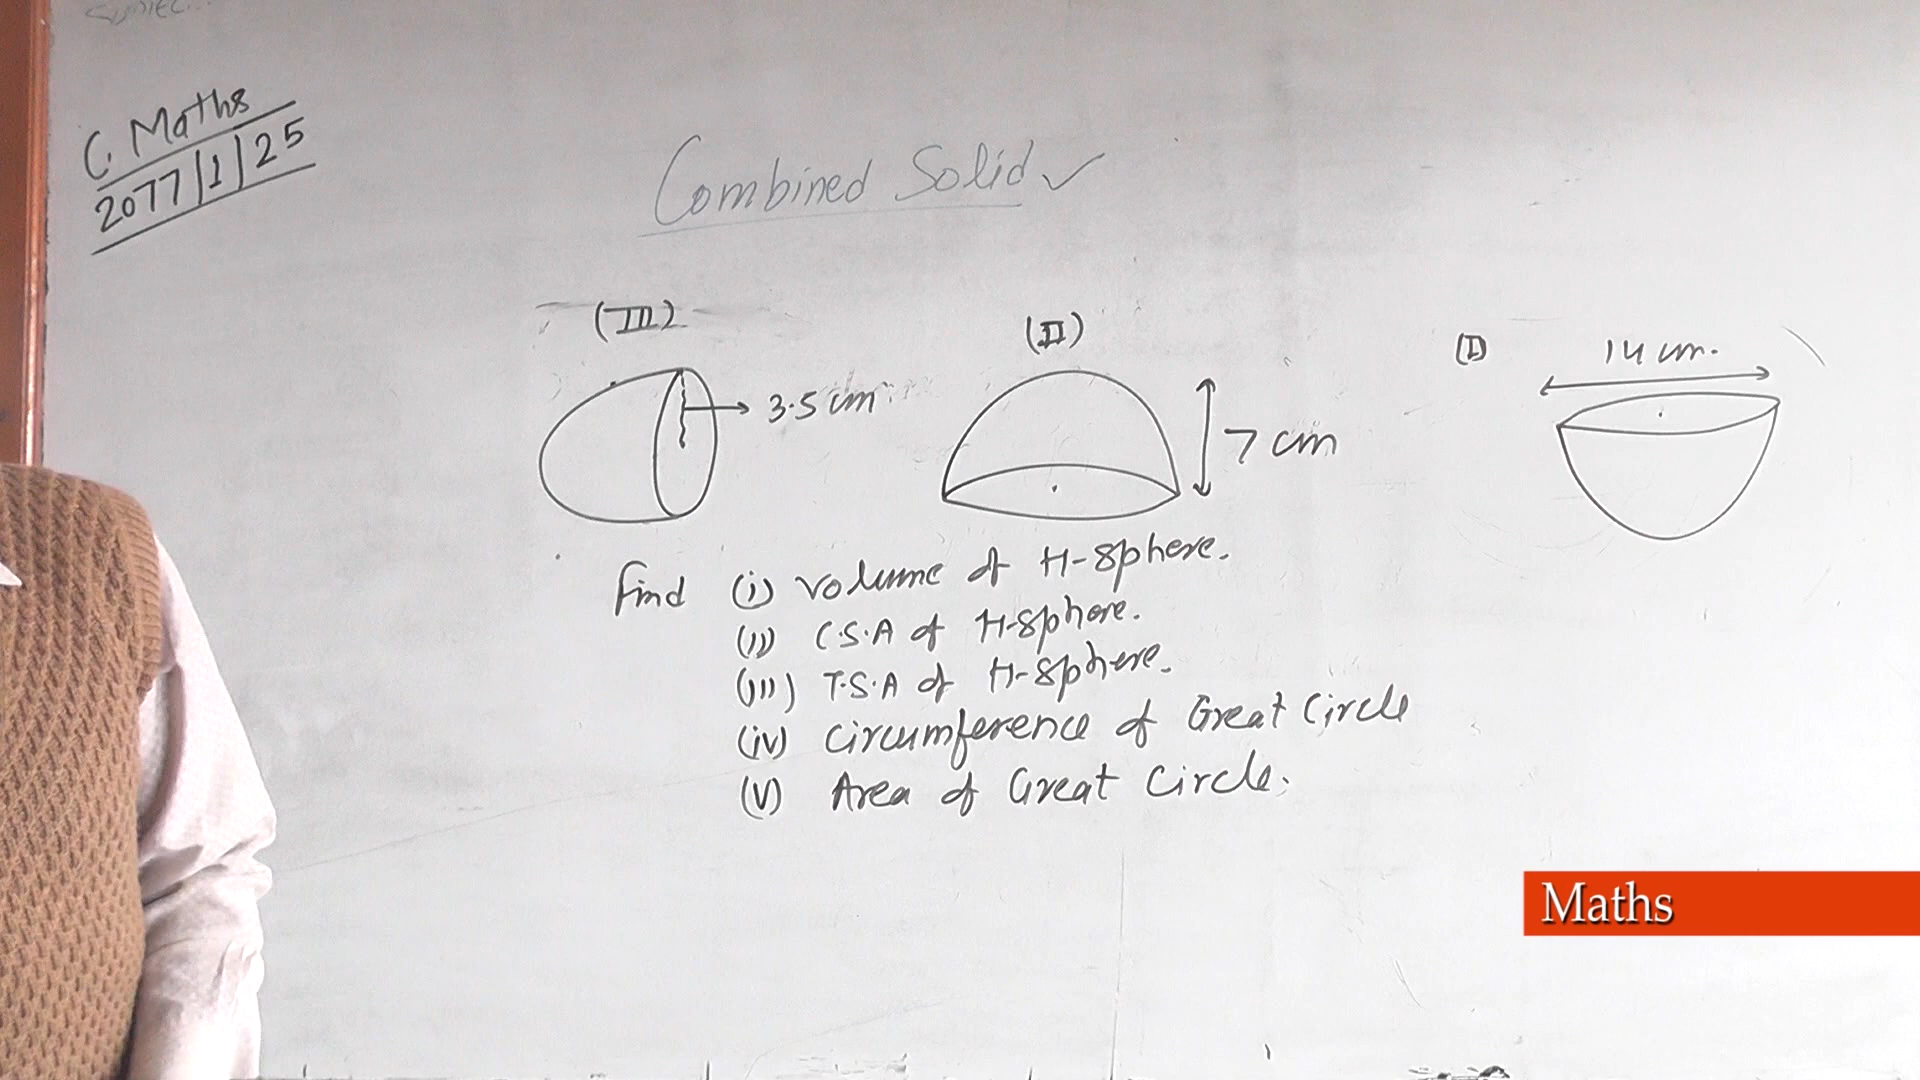 C. Maths
2077/1/25
Combined Solid ✓
(III)
(II)
(I)
14 cm.
3.5 cm
7 cm
Find (i) Volume of H-Sphere.
(ii) C.S.A of H-Sphere.
(iii) T.S.A of H-Sphere.
(iv) Circumference of Great Circle
(v) Area of Great Circle.
Maths